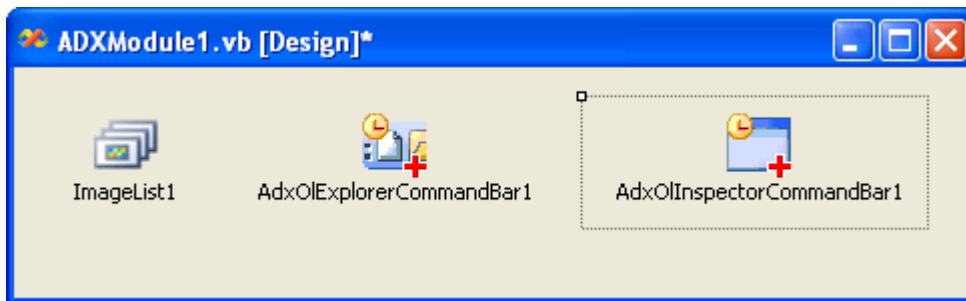 ADXModule1.vb [Design]*
ImageList1
AdxOlExplorerCommandBar1
AdxOlInspectorCommandBar1